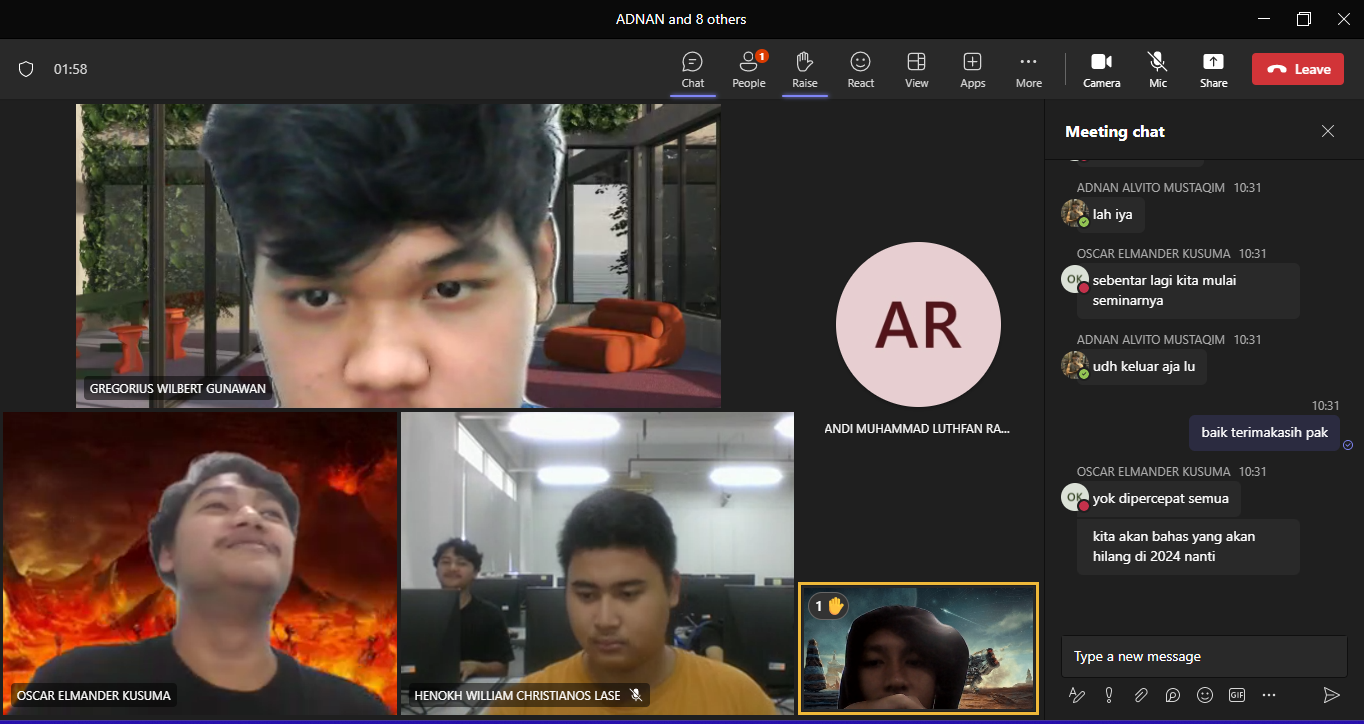 ADNAN and 8 others
01:58
Chat
People
1
Raise
React
View
Apps
More
Camera
Mic
Share
Leave
GREGORIUS WILBERT GUNAWAN
AR
ANDI MUHAMMAD LUTHFAN RA...
OSCAR ELMANDER KUSUMA
HENOKH WILLIAM CHRISTIANOS LASE
1
Meeting chat
ADNAN ALVITO MUSTAQIM 10:31
lah iya
OSCAR ELMANDER KUSUMA 10:31
OK
sebentar lagi kita mulai
seminarnya
ADNAN ALVITO MUSTAQIM 10:31
udh keluar aja lu
10:31
baik terimakasih pak
OSCAR ELMANDER KUSUMA 10:31
OK
yok dipercepat semua
kita akan bahas yang akan
hilang di 2024 nanti
Type a new message
GIF